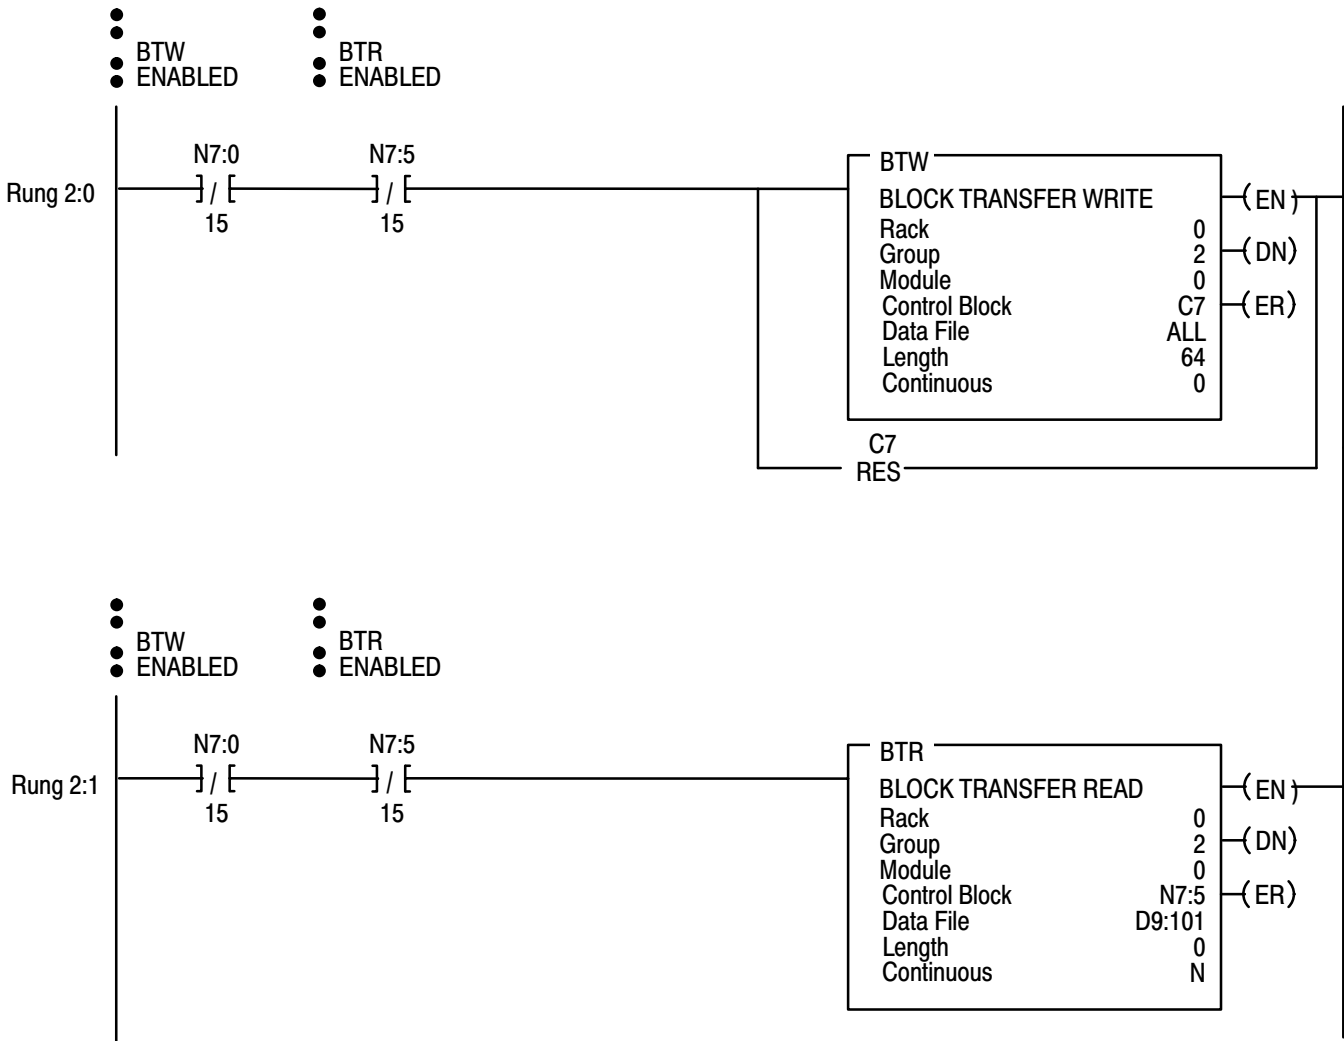 BTW
ENABLED
BTR
ENABLED
Rung 2:0
N7:0
] / [
15
N7:5
] / [
15
BTW
BLOCK TRANSFER WRITE
Rack 0
Group 2
Module 0
Control Block C7
Data File ALL
Length 64
Continuous 0
(EN)
(DN)
(ER)
C7
RES
BTW
ENABLED
BTR
ENABLED
Rung 2:1
N7:0
] / [
15
N7:5
] / [
15
BTR
BLOCK TRANSFER READ
Rack 0
Group 2
Module 0
Control Block N7:5
Data File D9:101
Length 0
Continuous N
(EN)
(DN)
(ER)